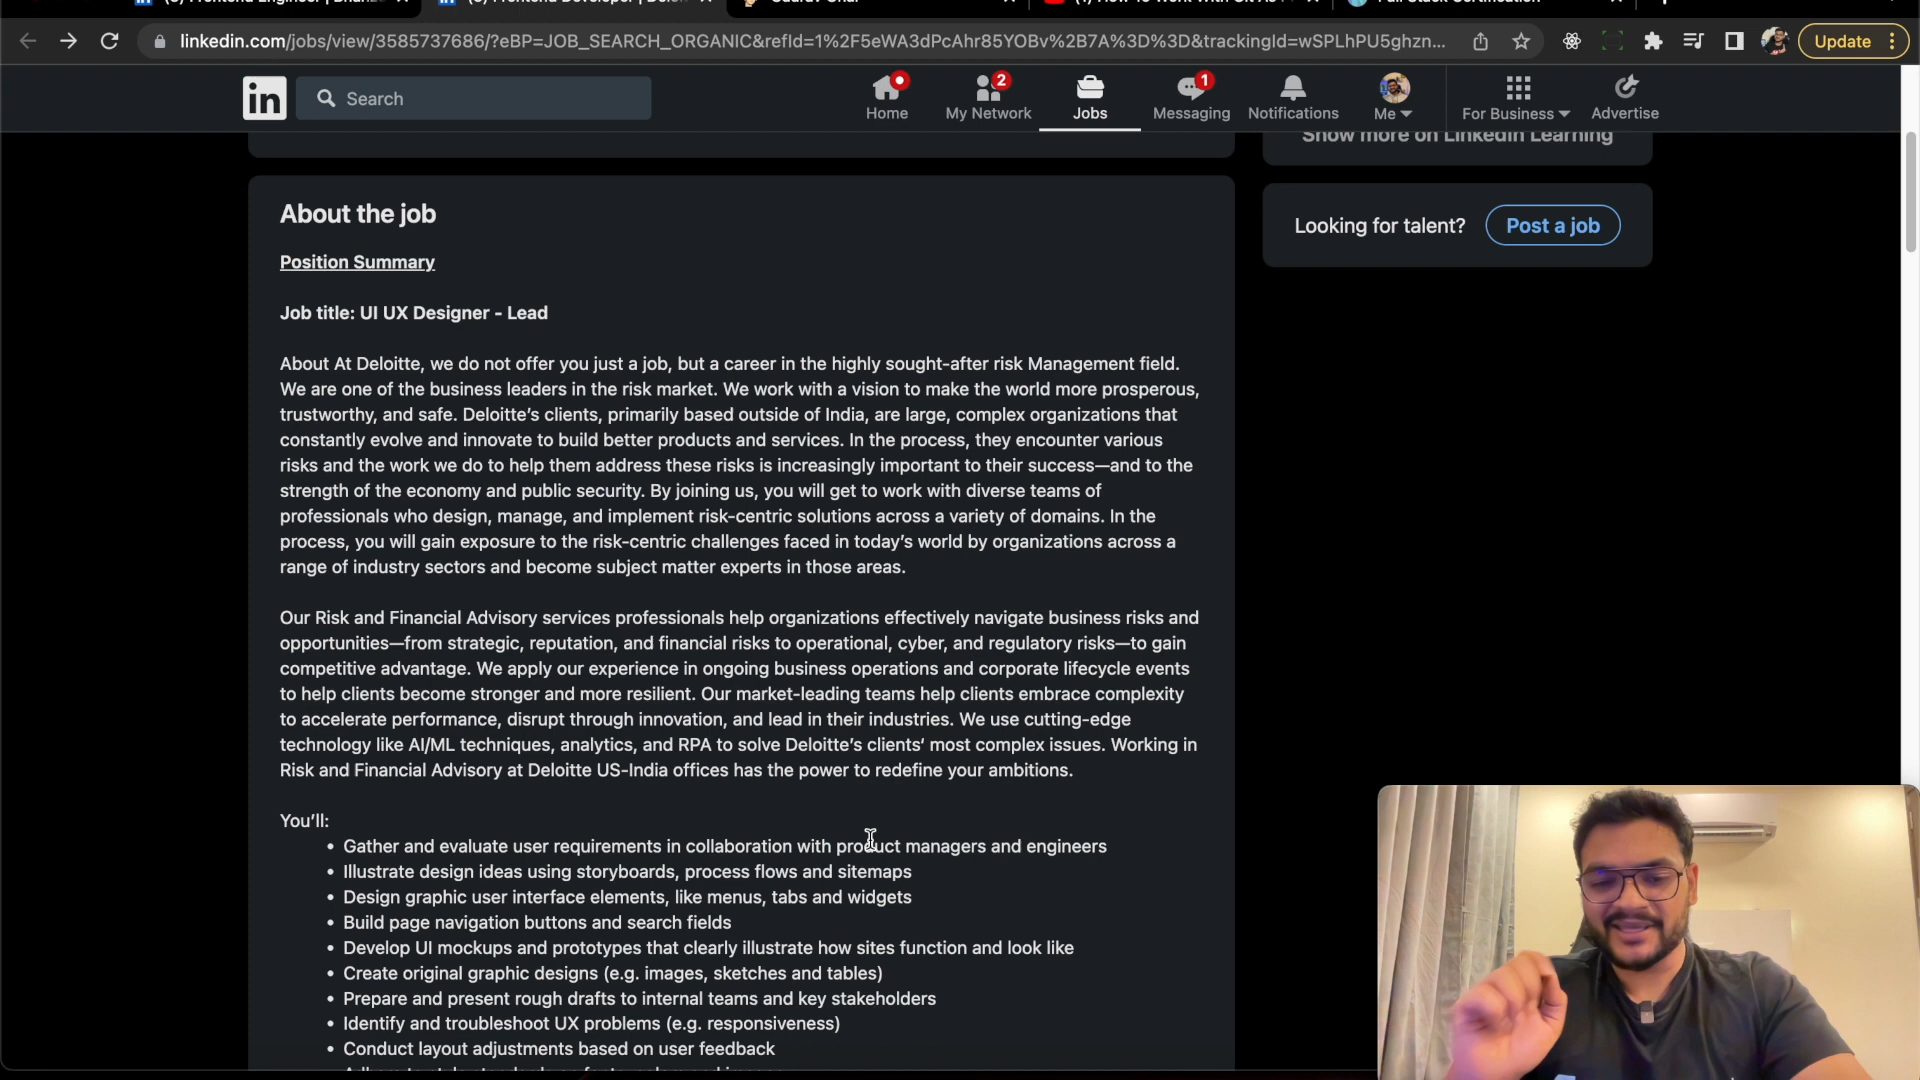 linkedin.com/jobs/view/3585737686/?eBP=JOB_SEARCH_ORGANIC&refId=1%2F5eWA3dPcAhr85YOBv%2B7A%3D%3D&trackingId=wSPLhPU5ghzn...
Update
in
Search
2
1
Home
My Network
Jobs
Messaging
Notifications
Me
For Business
Advertise
Show more on LinkedIn Learning
Looking for talent?
Post a job
About the job
Position Summary
Job title: UI UX Designer - Lead
About At Deloitte, we do not offer you just a job, but a career in the highly sought-after risk Management field.
We are one of the business leaders in the risk market. We work with a vision to make the world more prosperous,
trustworthy, and safe. Deloitte’s clients, primarily based outside of India, are large, complex organizations that
constantly evolve and innovate to build better products and services. In the process, they encounter various
risks and the work we do to help them address these risks is increasingly important to their success—and to the
strength of the economy and public security. By joining us, you will get to work with diverse teams of
professionals who design, manage, and implement risk-centric solutions across a variety of domains. In the
process, you will gain exposure to the risk-centric challenges faced in today’s world by organizations across a
range of industry sectors and become subject matter experts in those areas.
Our Risk and Financial Advisory services professionals help organizations effectively navigate business risks and
opportunities—from strategic, reputation, and financial risks to operational, cyber, and regulatory risks—to gain
competitive advantage. We apply our experience in ongoing business operations and corporate lifecycle events
to help clients become stronger and more resilient. Our market-leading teams help clients embrace complexity
to accelerate performance, disrupt through innovation, and lead in their industries. We use cutting-edge
technology like AI/ML techniques, analytics, and RPA to solve Deloitte’s clients’ most complex issues. Working in
Risk and Financial Advisory at Deloitte US-India offices has the power to redefine your ambitions.
You’ll:
• Gather and evaluate user requirements in collaboration with product managers and engineers
• Illustrate design ideas using storyboards, process flows and sitemaps
• Design graphic user interface elements, like menus, tabs and widgets
• Build page navigation buttons and search fields
• Develop UI mockups and prototypes that clearly illustrate how sites function and look like
• Create original graphic designs (e.g. images, sketches and tables)
• Prepare and present rough drafts to internal teams and key stakeholders
• Identify and troubleshoot UX problems (e.g. responsiveness)
• Conduct layout adjustments based on user feedback